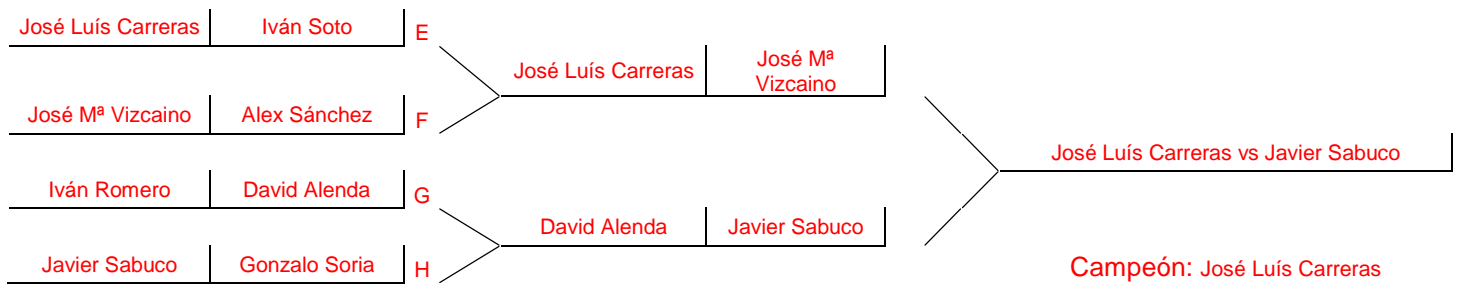 José Luís Carreras Iván Soto E
José Luís Carreras José Mª
Vizcaino
José Mª Vizcaino Alex Sánchez F
José Luís Carreras vs Javier Sabuco
Iván Romero David Alenda G
David Alenda Javier Sabuco
Javier Sabuco Gonzalo Soria H
Campeón: José Luís Carreras